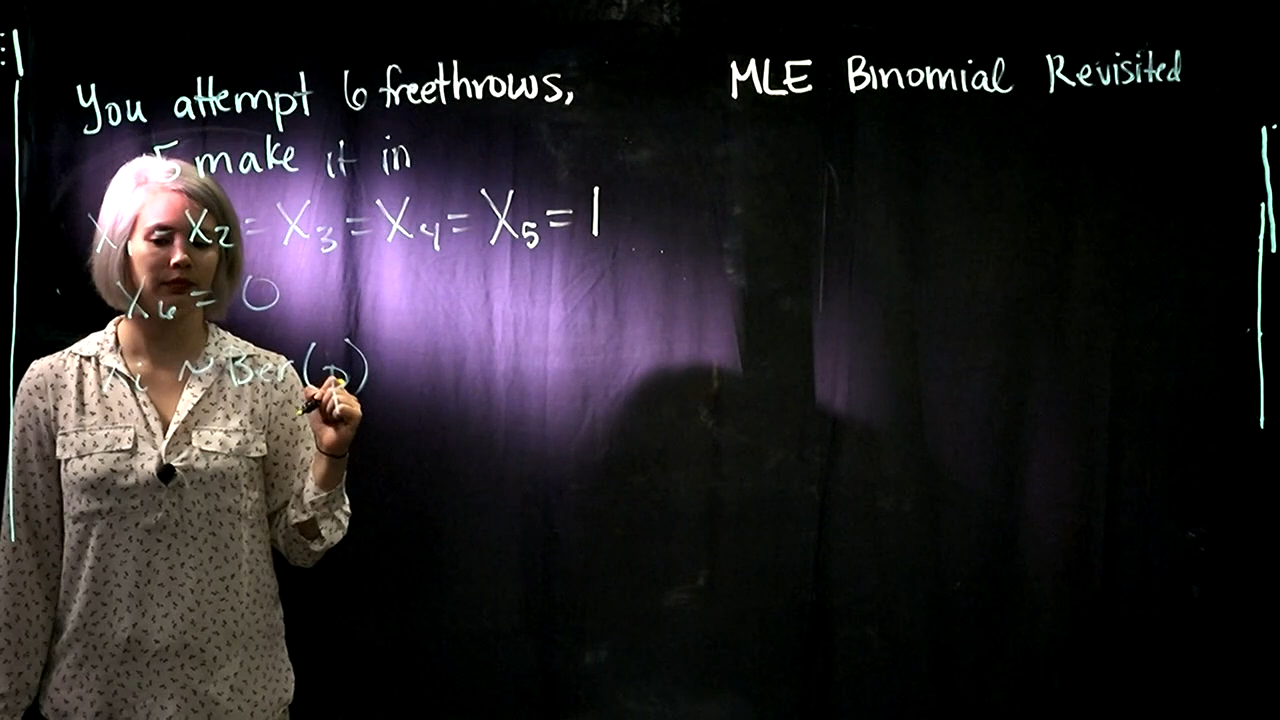 You attempt 6 freethrows,
5 make it in
X = X₂ = X₃ = X₄ = X₅ = 1
X₆ = 0
Xᵢ ~ Ber(p)
MLE Binomial Revisited